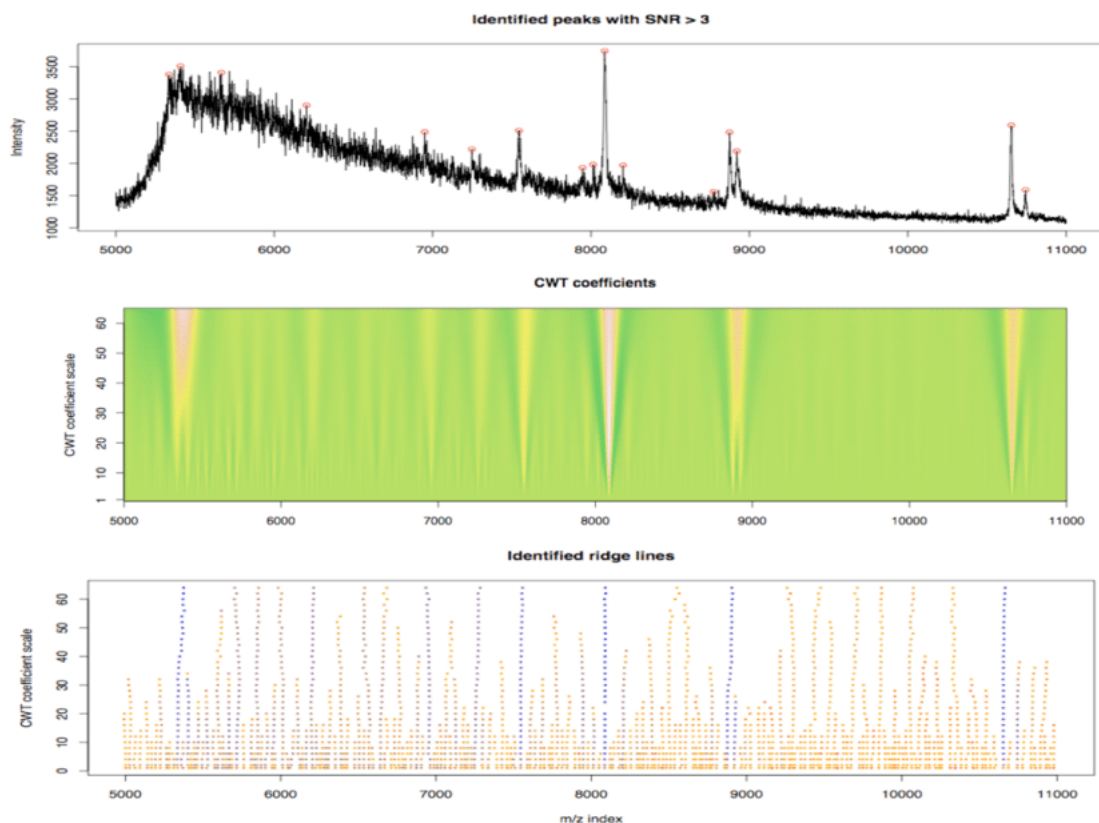 Identified peaks with SNR > 3
Intensity
3500
3000
2500
2000
1500
1000
5000 6000 7000 8000 9000 10000 11000
CWT coefficients
CWT coefficient scale
60
50
40
30
20
10
1
5000 6000 7000 8000 9000 10000 11000
Identified ridge lines
CWT coefficient scale
60
50
40
30
20
10
0
5000 6000 7000 8000 9000 10000 11000
m/z index